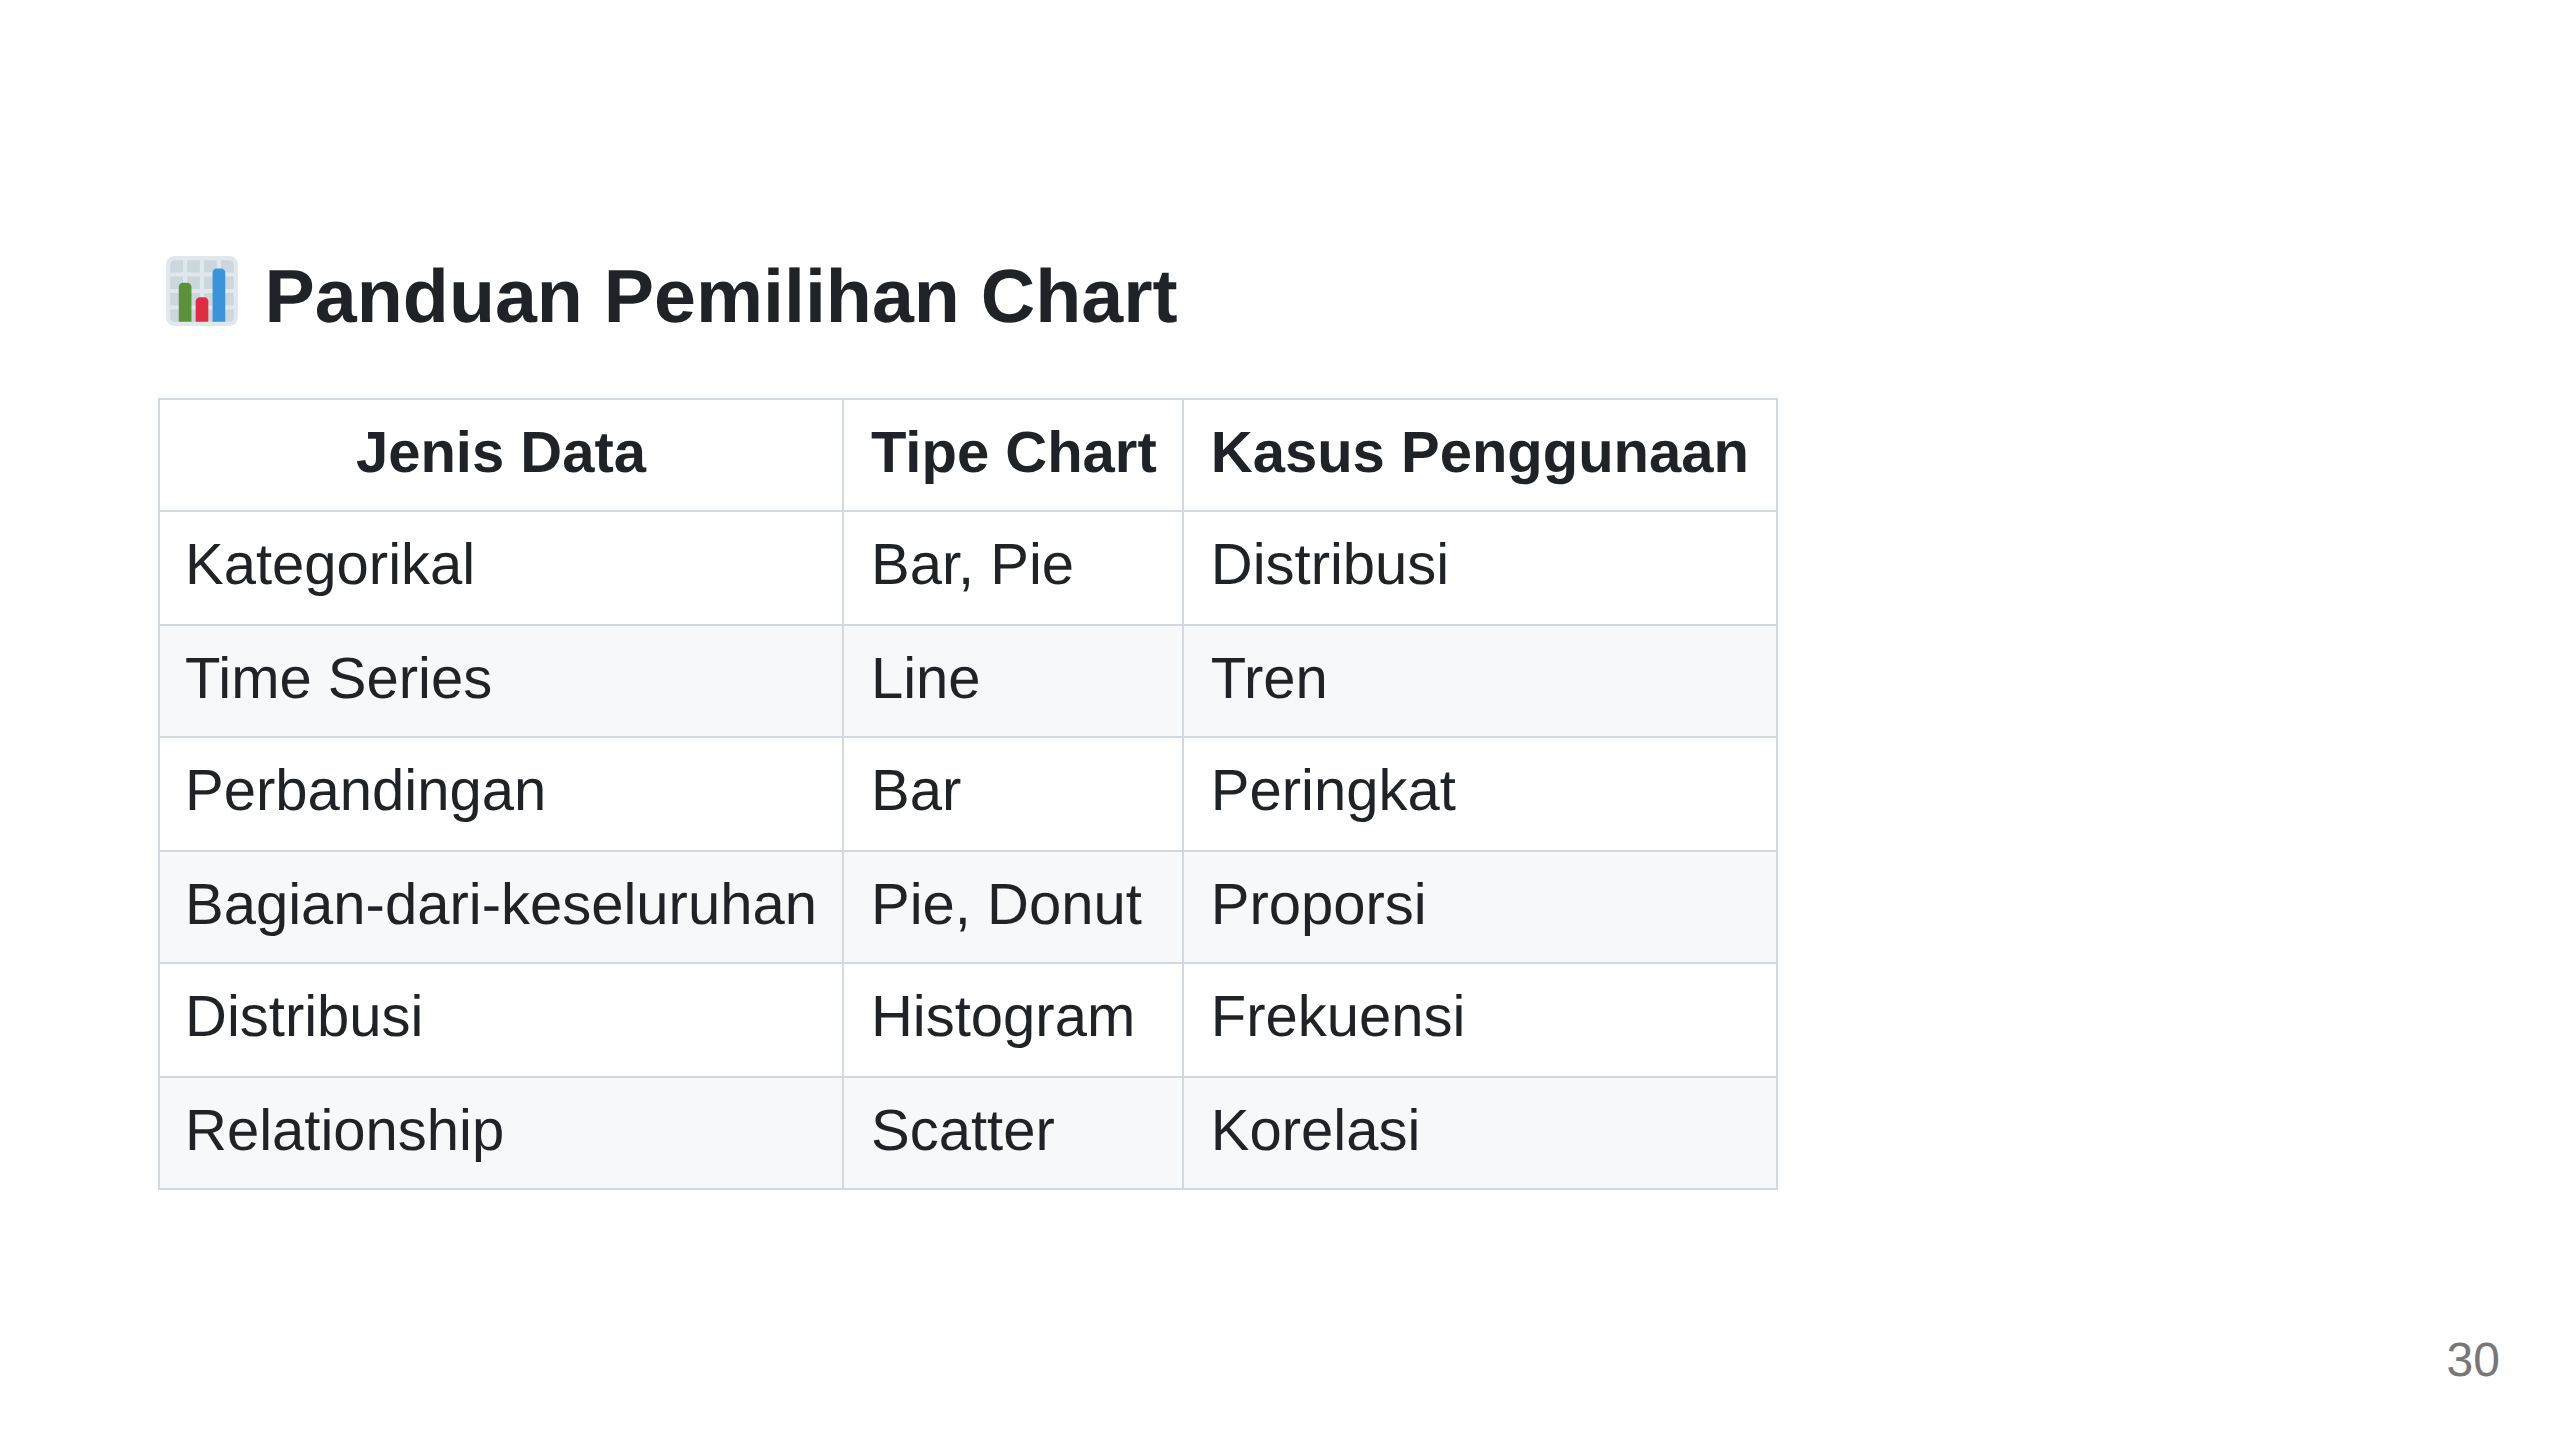 Panduan Pemilihan Chart
Jenis Data Tipe Chart Kasus Penggunaan
Kategorikal Bar, Pie Distribusi
Time Series Line Tren
Perbandingan Bar Peringkat
Bagian-dari-keseluruhan Pie, Donut Proporsi
Distribusi Histogram Frekuensi
Relationship Scatter Korelasi
30